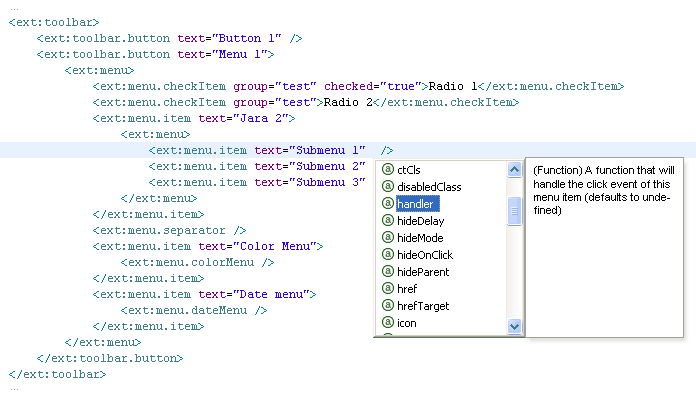 ...
<ext:toolbar>
<ext:toolbar.button text="Button 1" />
<ext:toolbar.button text="Menu 1">
<ext:menu>
<ext:menu.checkItem group="test" checked="true">Radio 1</ext:menu.checkItem>
<ext:menu.checkItem group="test">Radio 2</ext:menu.checkItem>
<ext:menu.item text="Jara 2">
<ext:menu>
<ext:menu.item text="Submenu 1" />
<ext:menu.item text="Submenu 2"
<ext:menu.item text="Submenu 3"
</ext:menu>
</ext:menu.item>
<ext:menu.separator />
<ext:menu.item text="Color Menu">
<ext:menu.colorMenu />
</ext:menu.item>
<ext:menu.item text="Date menu">
<ext:menu.dateMenu />
</ext:menu.item>
</ext:menu>
</ext:toolbar.button>
</ext:toolbar>
...
ctCls
disabledClass
handler
hideDelay
hideMode
hideOnClick
hideParent
href
hrefTarget
icon
(Function) A function that will
handle the click event of this
menu item (defaults to unde-
fined)